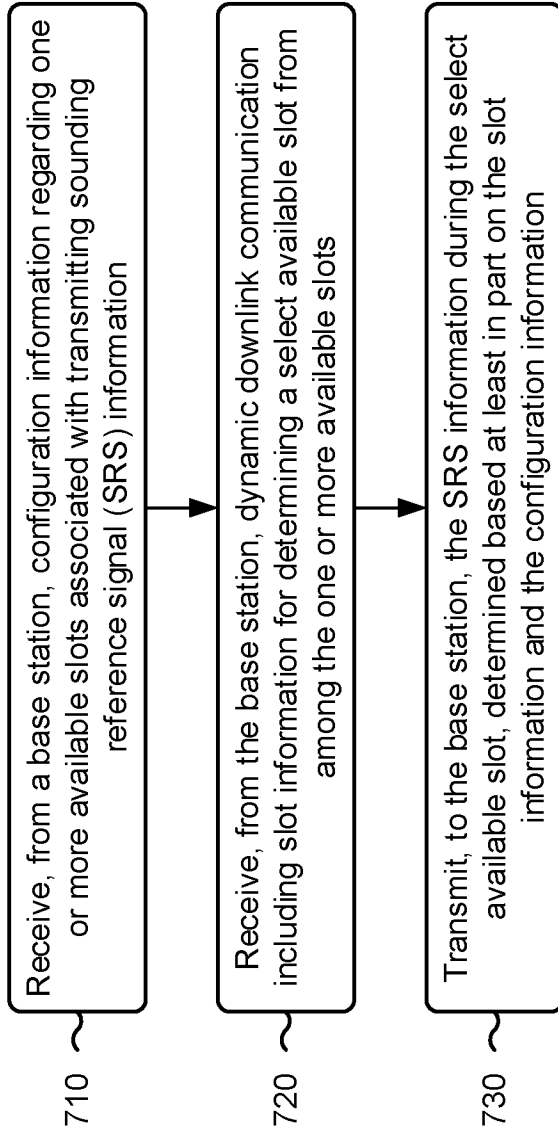 710
Receive, from a base station, configuration information regarding one
or more available slots associated with transmitting sounding
reference signal (SRS) information
720
Receive, from the base station, dynamic downlink communication
including slot information for determining a select available slot from
among the one or more available slots
730
Transmit, to the base station, the SRS information during the select
available slot, determined based at least in part on the slot
information and the configuration information